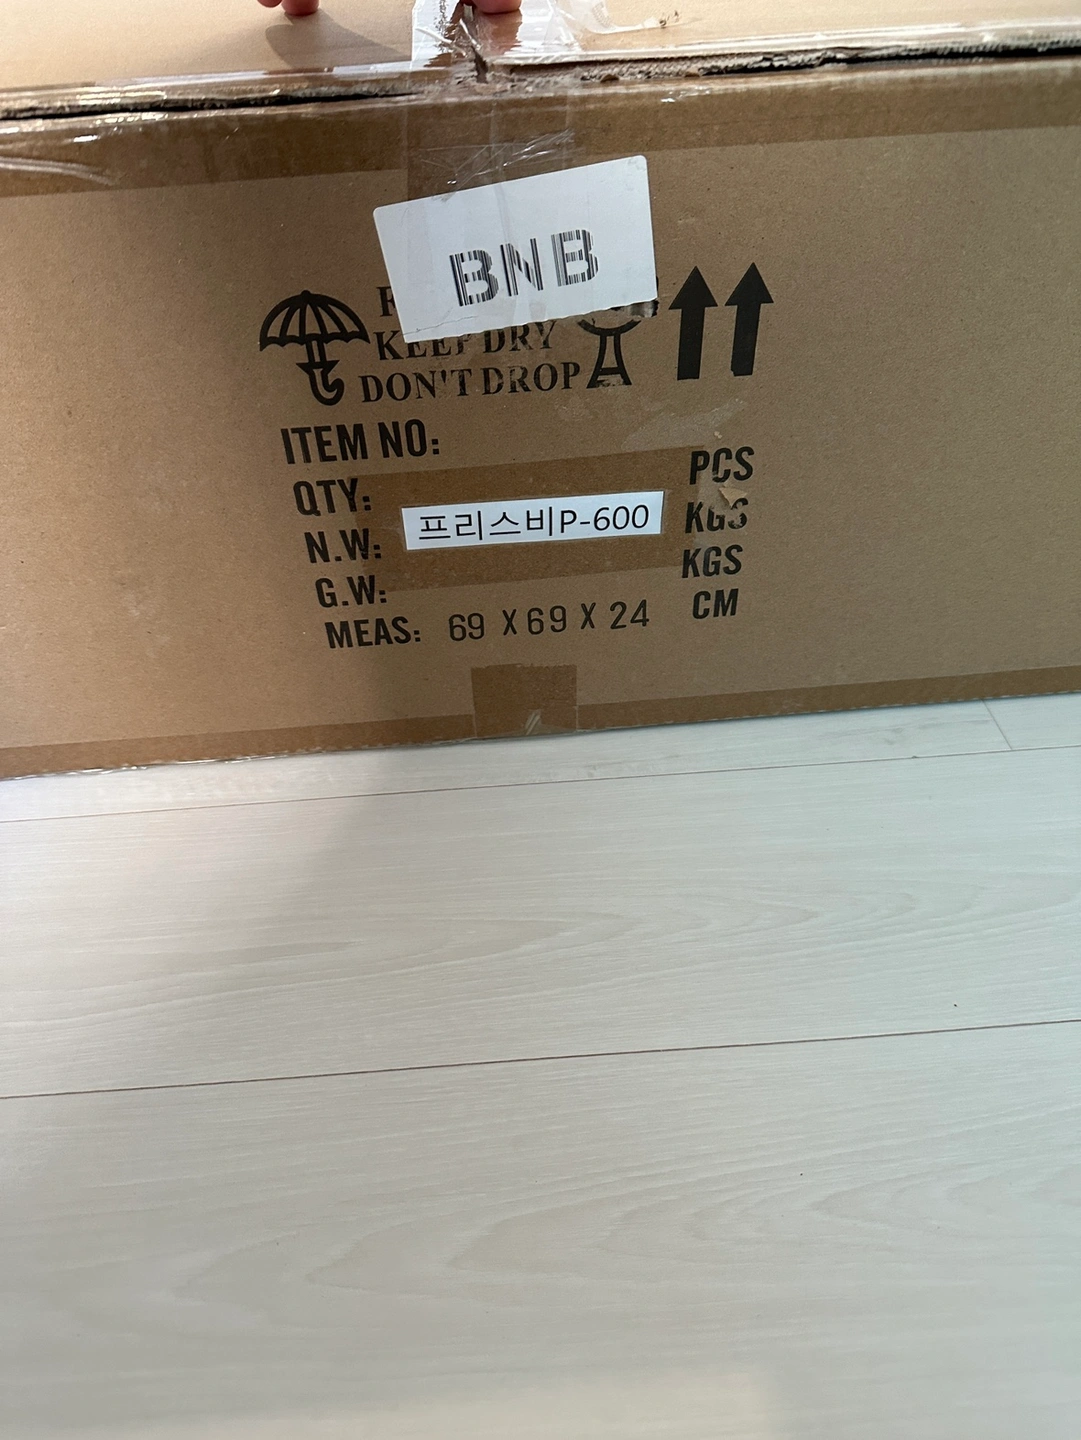 BNB
KEEP DRY
DON'T DROP
ITEM NO:
QTY: PCS
프리스비P-600
N.W: KGS
G.W: KGS
MEAS: 69 X 69 X 24 CM